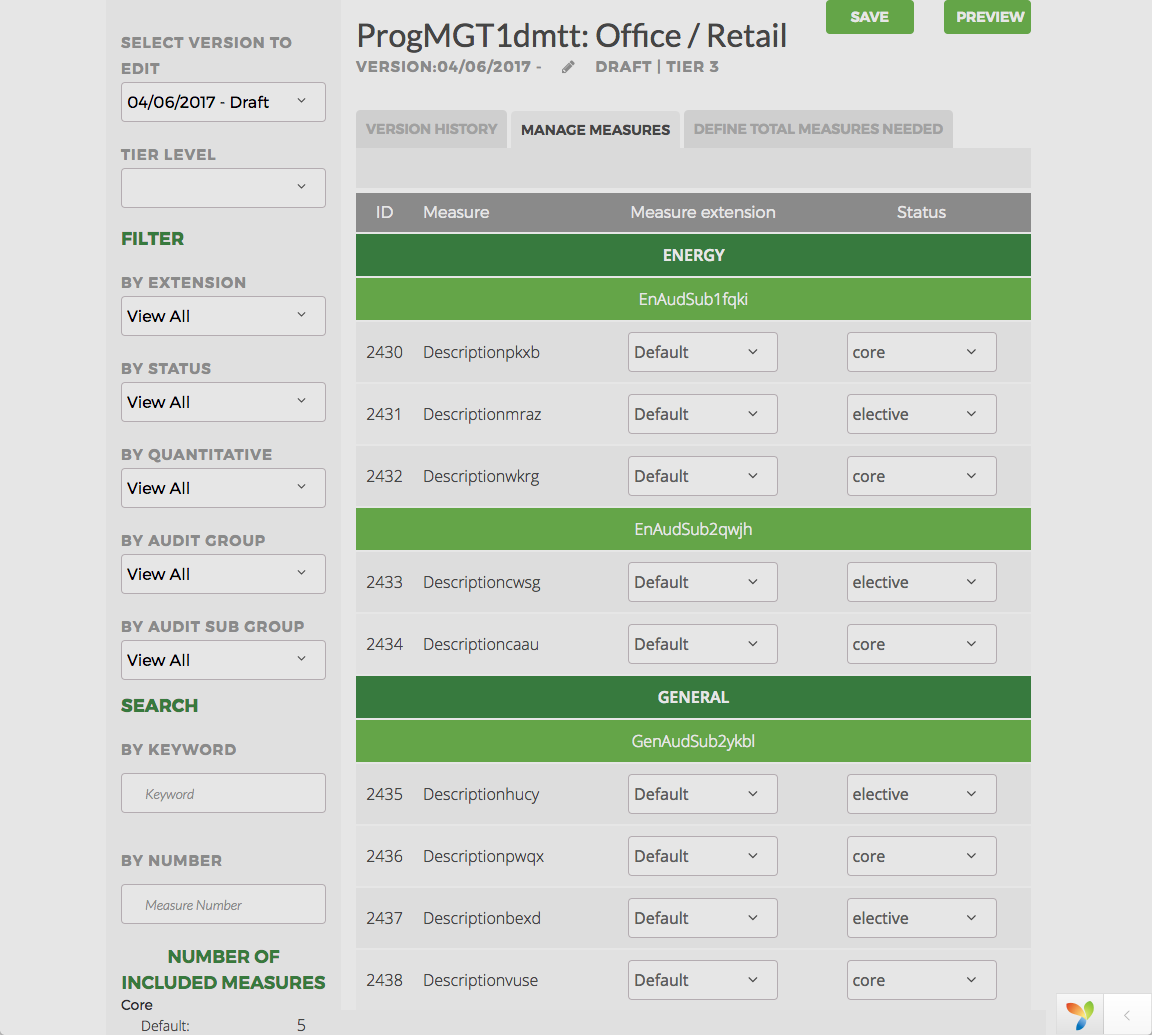 SELECT VERSION TO
EDIT
04/06/2017 - Draft
TIER LEVEL
FILTER
BY EXTENSION
View All
BY STATUS
View All
BY QUANTITATIVE
View All
BY AUDIT GROUP
View All
BY AUDIT SUB GROUP
View All
SEARCH
BY KEYWORD
Keyword
BY NUMBER
Measure Number
NUMBER OF
INCLUDED MEASURES
Core
Default: 5
ProgMGT1dmtt: Office / Retail
SAVE
PREVIEW
VERSION:04/06/2017 - DRAFT | TIER 3
VERSION HISTORY MANAGE MEASURES DEFINE TOTAL MEASURES NEEDED
ID Measure Measure extension Status
ENERGY
EnAudSub1fqki
2430 Descriptionpkxb Default core
2431 Descriptionmraz Default elective
2432 Descriptionwkrg Default core
EnAudSub2qwjh
2433 Descriptioncwsg Default elective
2434 Descriptioncaau Default core
GENERAL
GenAudSub2ykbl
2435 Descriptionhucy Default elective
2436 Descriptionpwqx Default core
2437 Descriptionbexd Default elective
2438 Descriptionvuse Default core